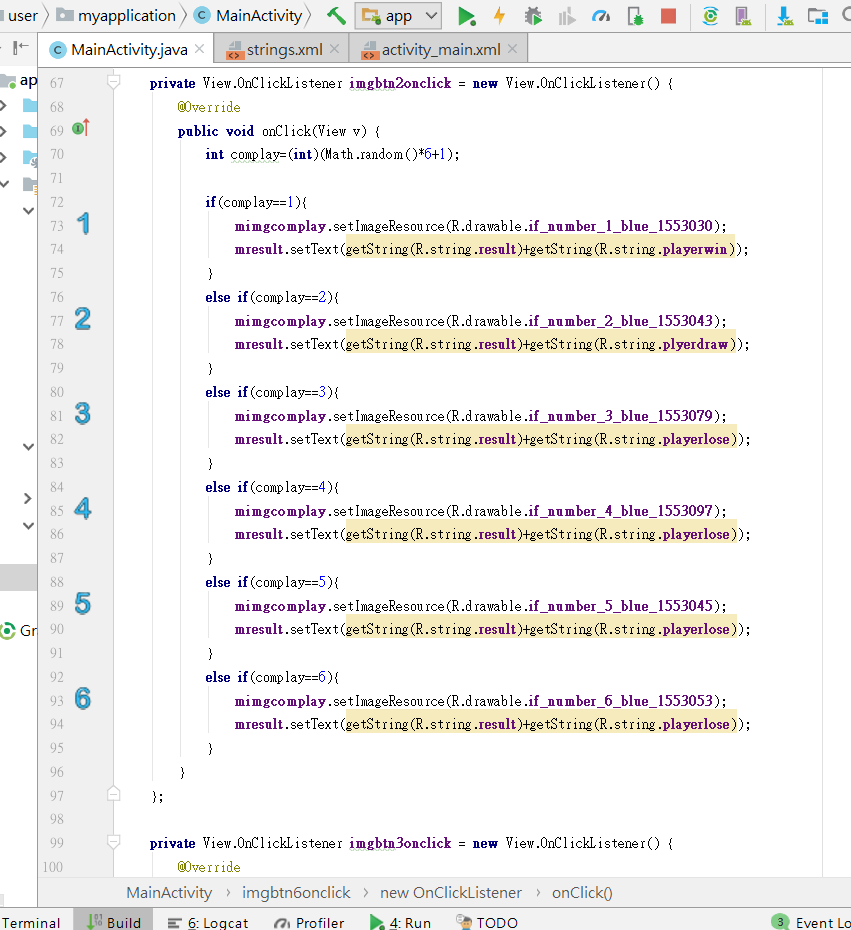 user myapplication MainActivity app
MainActivity.java strings.xml activity_main.xml
ap
67 private View.OnClickListener imgbtn2onclick = new View.OnClickListener() {
68 @Override
69 public void onClick(View v) {
70 int complay=(int)(Math.random()*6+1);
71
72 if(complay==1){
73 mimgcomplay.setImageResource(R.drawable.if_number_1_blue_1553030);
74 mresult.setText(getString(R.string.result)+getString(R.string.playerwin));
75 }
76 else if(complay==2){
77 mimgcomplay.setImageResource(R.drawable.if_number_2_blue_1553043);
78 mresult.setText(getString(R.string.result)+getString(R.string.plyerdraw));
79 }
80 else if(complay==3){
81 mimgcomplay.setImageResource(R.drawable.if_number_3_blue_1553079);
82 mresult.setText(getString(R.string.result)+getString(R.string.playerlose));
83 }
84 else if(complay==4){
85 mimgcomplay.setImageResource(R.drawable.if_number_4_blue_1553097);
86 mresult.setText(getString(R.string.result)+getString(R.string.playerlose));
87 }
88 else if(complay==5){
89 mimgcomplay.setImageResource(R.drawable.if_number_5_blue_1553045);
90 mresult.setText(getString(R.string.result)+getString(R.string.playerlose));
91 }
92 else if(complay==6){
93 mimgcomplay.setImageResource(R.drawable.if_number_6_blue_1553053);
94 mresult.setText(getString(R.string.result)+getString(R.string.playerlose));
95 }
96 }
97 };
98
99 private View.OnClickListener imgbtn3onclick = new View.OnClickListener() {
100 @Override
1
2
3
4
5
6
Gr
MainActivity › imgbtn6onclick › new OnClickListener › onClick()
Terminal Build 6: Logcat Profiler 4: Run TODO 3 Event Lo